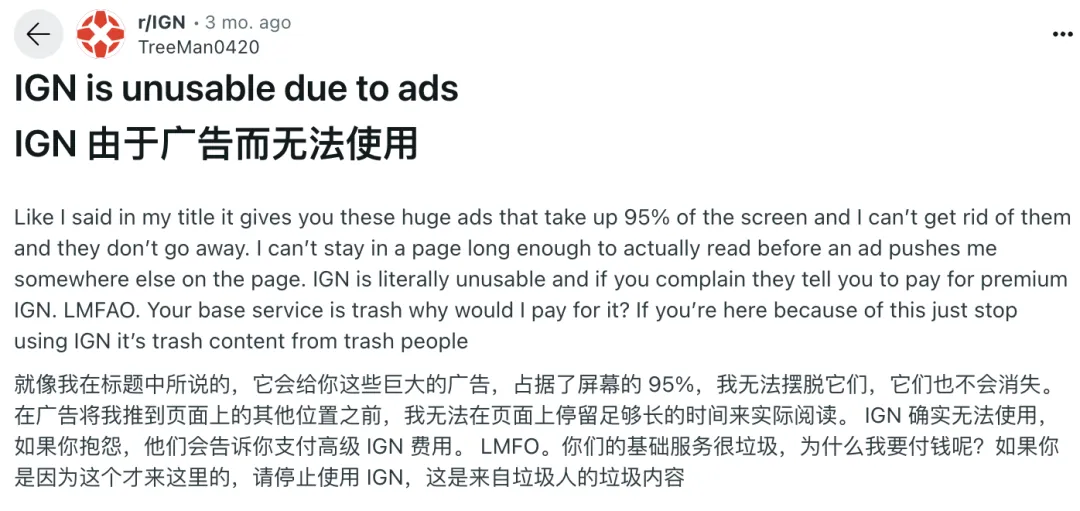 r/IGN • 3 mo. ago
TreeMan0420
IGN is unusable due to ads
IGN 由于广告而无法使用
Like I said in my title it gives you these huge ads that take up 95% of the screen and I can’t get rid of them
and they don’t go away. I can’t stay in a page long enough to actually read before an ad pushes me
somewhere else on the page. IGN is literally unusable and if you complain they tell you to pay for premium
IGN. LMFAO. Your base service is trash why would I pay for it? If you’re here because of this just stop
using IGN it’s trash content from trash people
就像我在标题中所说的，它会给你这些巨大的广告，占据了屏幕的 95%，我无法摆脱它们，它们也不会消失。
在广告将我推到页面上的其他位置之前，我无法在页面上停留足够长的时间来实际阅读。 IGN 确实无法使用，
如果你抱怨，他们会告诉你支付高级 IGN 费用。 LMFO。你们的基础服务很垃圾，为什么我要付钱呢？如果你
是因为这个才来这里的，请停止使用 IGN，这是来自垃圾人的垃圾内容